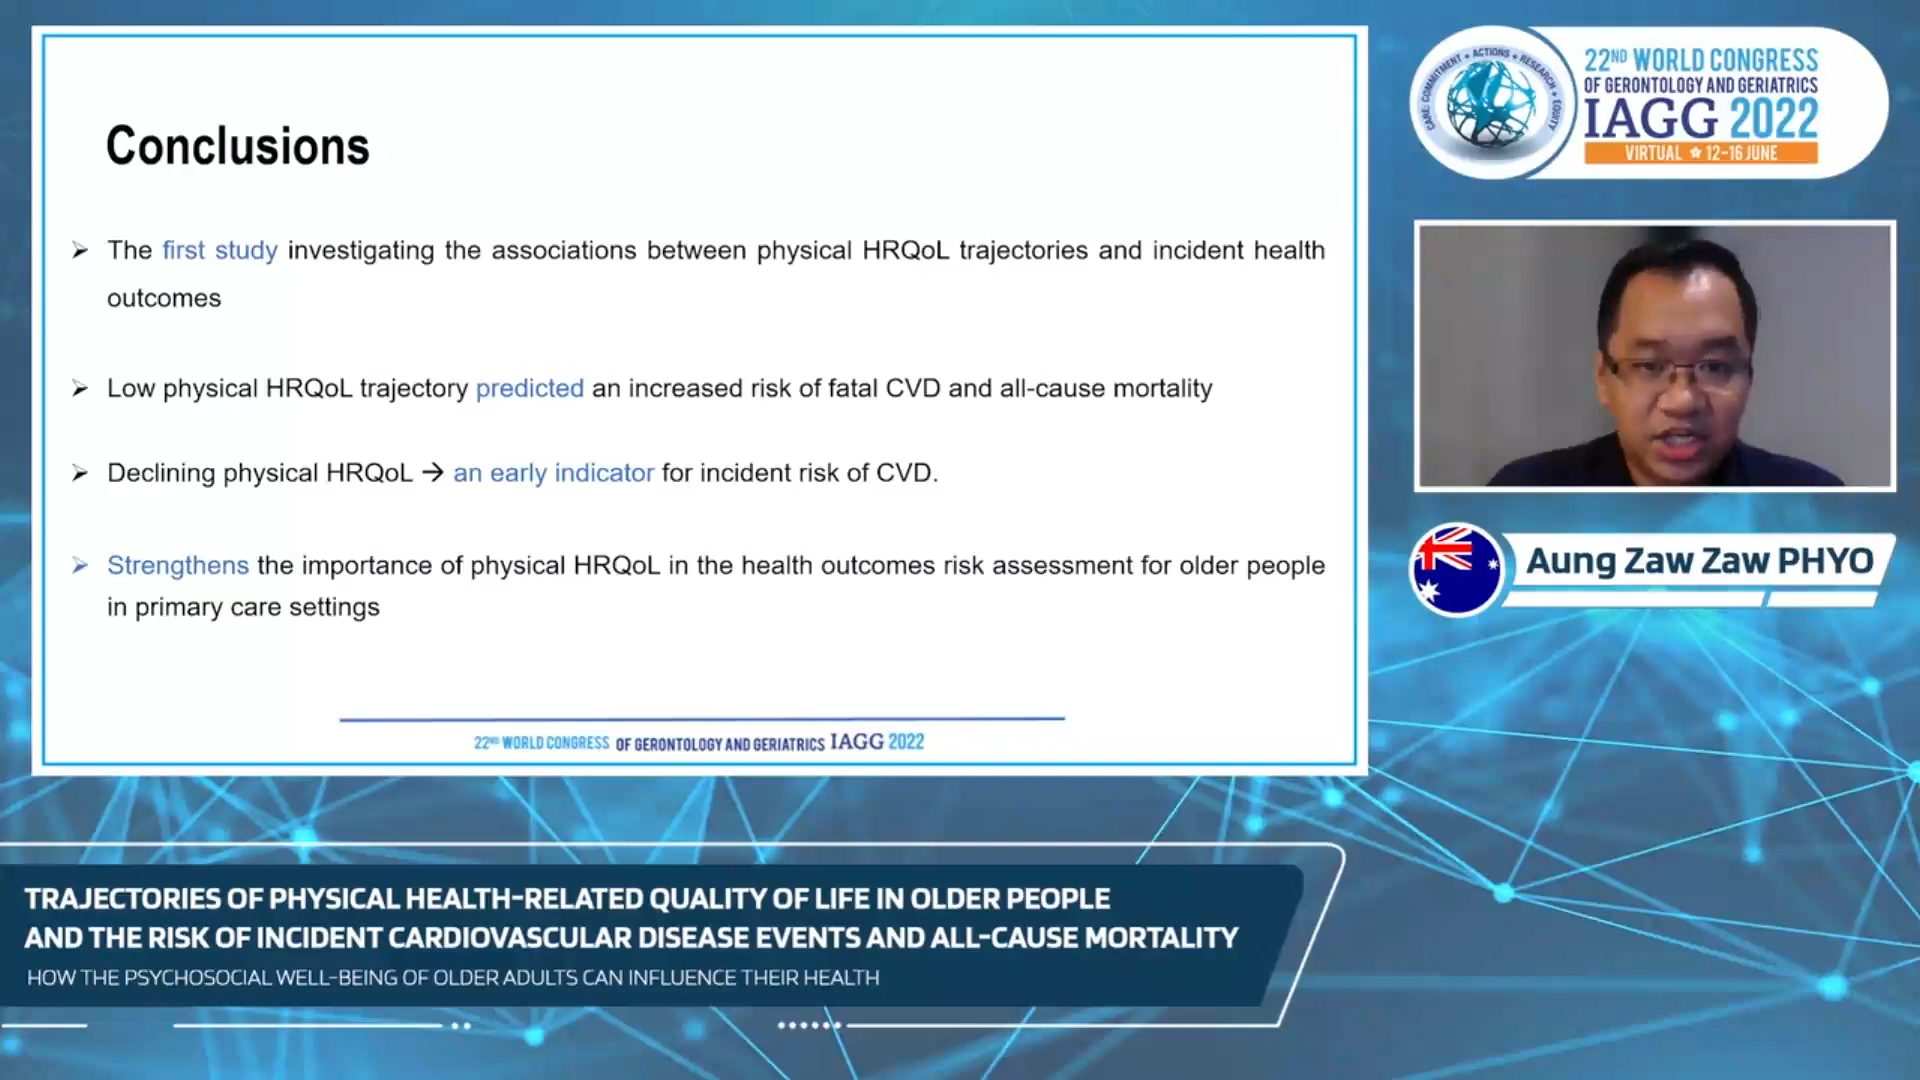 Conclusions
The first study investigating the associations between physical HRQoL trajectories and incident health
outcomes
Low physical HRQoL trajectory predicted an increased risk of fatal CVD and all-cause mortality
Declining physical HRQoL → an early indicator for incident risk of CVD.
Strengthens the importance of physical HRQoL in the health outcomes risk assessment for older people
in primary care settings
22ND WORLD CONGRESS OF GERONTOLOGY AND GERIATRICS IAGG 2022
CARE: COMMITMENT + ACTIONS + RESEARCH + EQUITY
22ND WORLD CONGRESS
OF GERONTOLOGY AND GERIATRICS
IAGG 2022
VIRTUAL 12-16 JUNE
Aung Zaw Zaw PHYO
TRAJECTORIES OF PHYSICAL HEALTH-RELATED QUALITY OF LIFE IN OLDER PEOPLE
AND THE RISK OF INCIDENT CARDIOVASCULAR DISEASE EVENTS AND ALL-CAUSE MORTALITY
HOW THE PSYCHOSOCIAL WELL-BEING OF OLDER ADULTS CAN INFLUENCE THEIR HEALTH